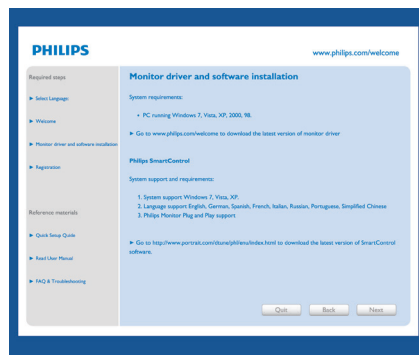 PHILIPS
www.philips.com/welcome
Required steps
Select Language:
Welcome
Monitor driver and software installation
Registration
Reference materials
Quick Setup Guide
Read User Manual
FAQ & Troubleshooting
Monitor driver and software installation
System requirements:
• PC running Windows 7, Vista, XP, 2000, 98.
Go to www.philips.com/welcome to download the latest version of monitor driver
Philips SmartControl
System support and requirements:
1. System support Windows 7, Vista, XP.
2. Language support English, German, Spanish, French, Italian, Russian, Portuguese, Simplified Chinese
3. Philips Monitor Plug and Play support
Go to http://www.portrait.com/dtune/phil/enu/index.html to download the latest version of SmartControl
software.
Quit
Back
Next